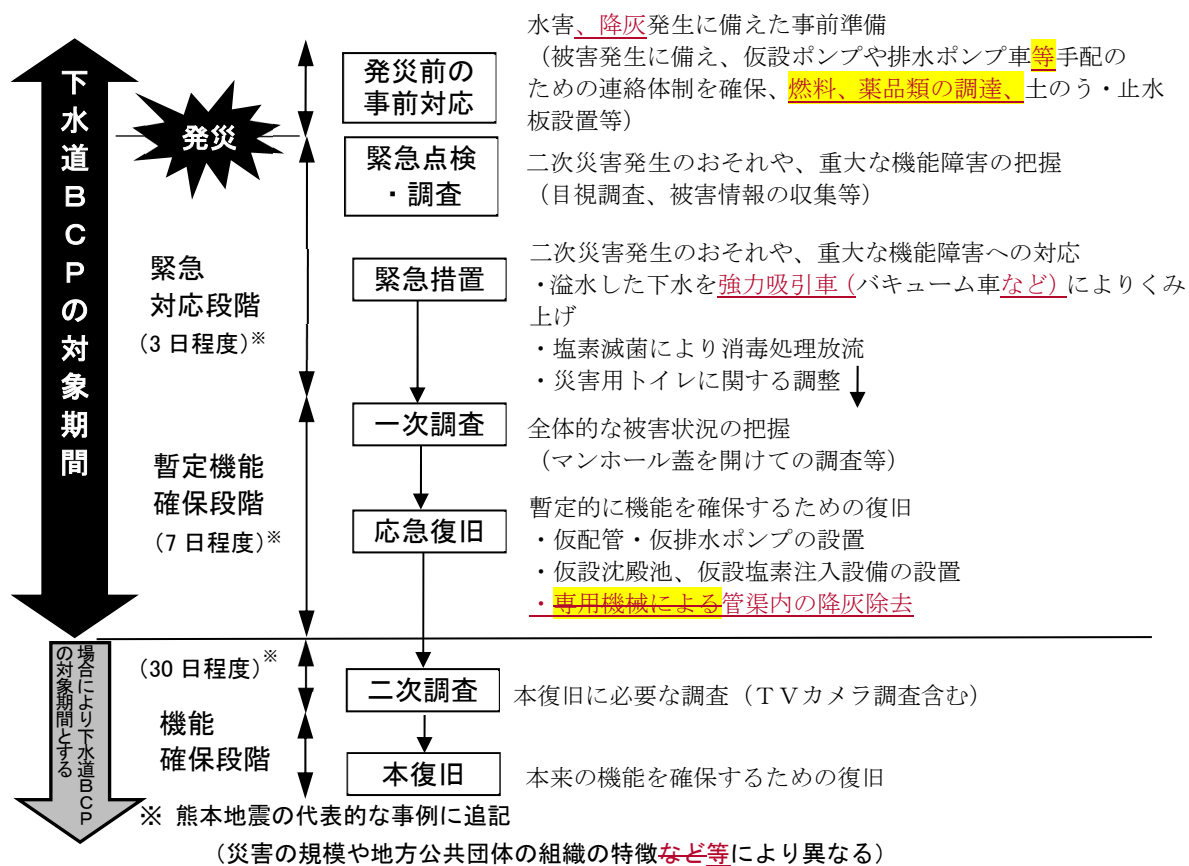 下水道ＢＣＰの対象期間
場合により下水道ＢＣＰ
の対象期間とする
発災
発災前の
事前対応
水害、降灰発生に備えた事前準備
（被害発生に備え、仮設ポンプや排水ポンプ車等手配の
ための連絡体制を確保、燃料、薬品類の調達、土のう・止水
板設置等）
緊急点検
・調査
二次災害発生のおそれや、重大な機能障害の把握
（目視調査、被害情報の収集等）
緊急
対応段階
(3 日程度)※
緊急措置
二次災害発生のおそれや、重大な機能障害への対応
・溢水した下水を強力吸引車（バキューム車など）によりくみ
上げ
・塩素滅菌により消毒処理放流
・災害用トイレに関する調整
一次調査
全体的な被害状況の把握
（マンホール蓋を開けての調査等）
暫定機能
確保段階
(7 日程度)※
応急復旧
暫定的に機能を確保するための復旧
・仮配管・仮排水ポンプの設置
・仮設沈殿池、仮設塩素注入設備の設置
・専用機械による管渠内の降灰除去
(30 日程度)※
二次調査
本復旧に必要な調査（ＴＶカメラ調査含む）
機能
確保段階
本復旧
本来の機能を確保するための復旧
※ 熊本地震の代表的な事例に追記
（災害の規模や地方公共団体の組織の特徴など等により異なる）